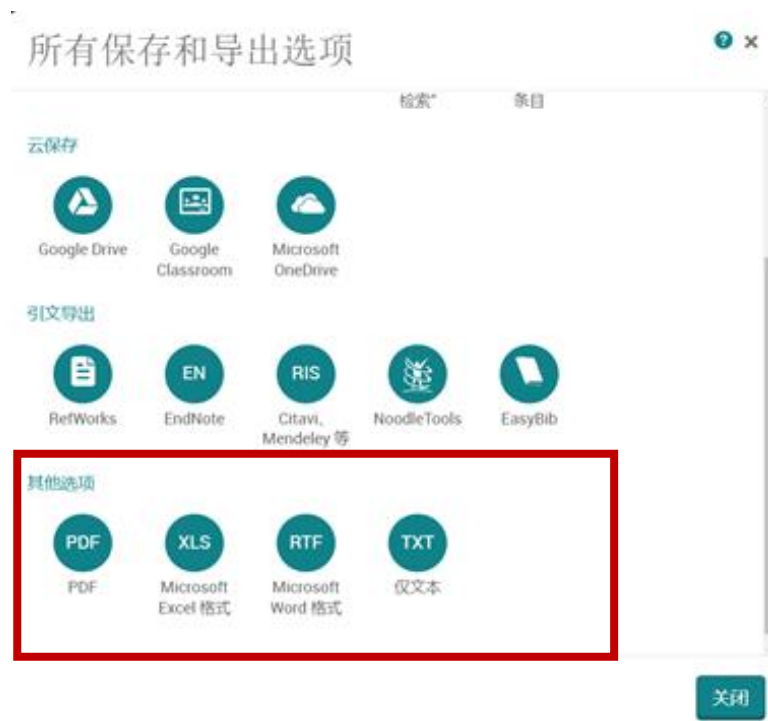 所有保存和导出选项
检索" 条目
云保存
Google Drive
Google Classroom
Microsoft OneDrive
引文导出
EN
RIS
RefWorks
EndNote
Citavi, Mendeley 等
NoodleTools
EasyBib
其他选项
PDF
XLS
RTF
TXT
PDF
Microsoft Excel 格式
Microsoft Word 格式
仅文本
关闭